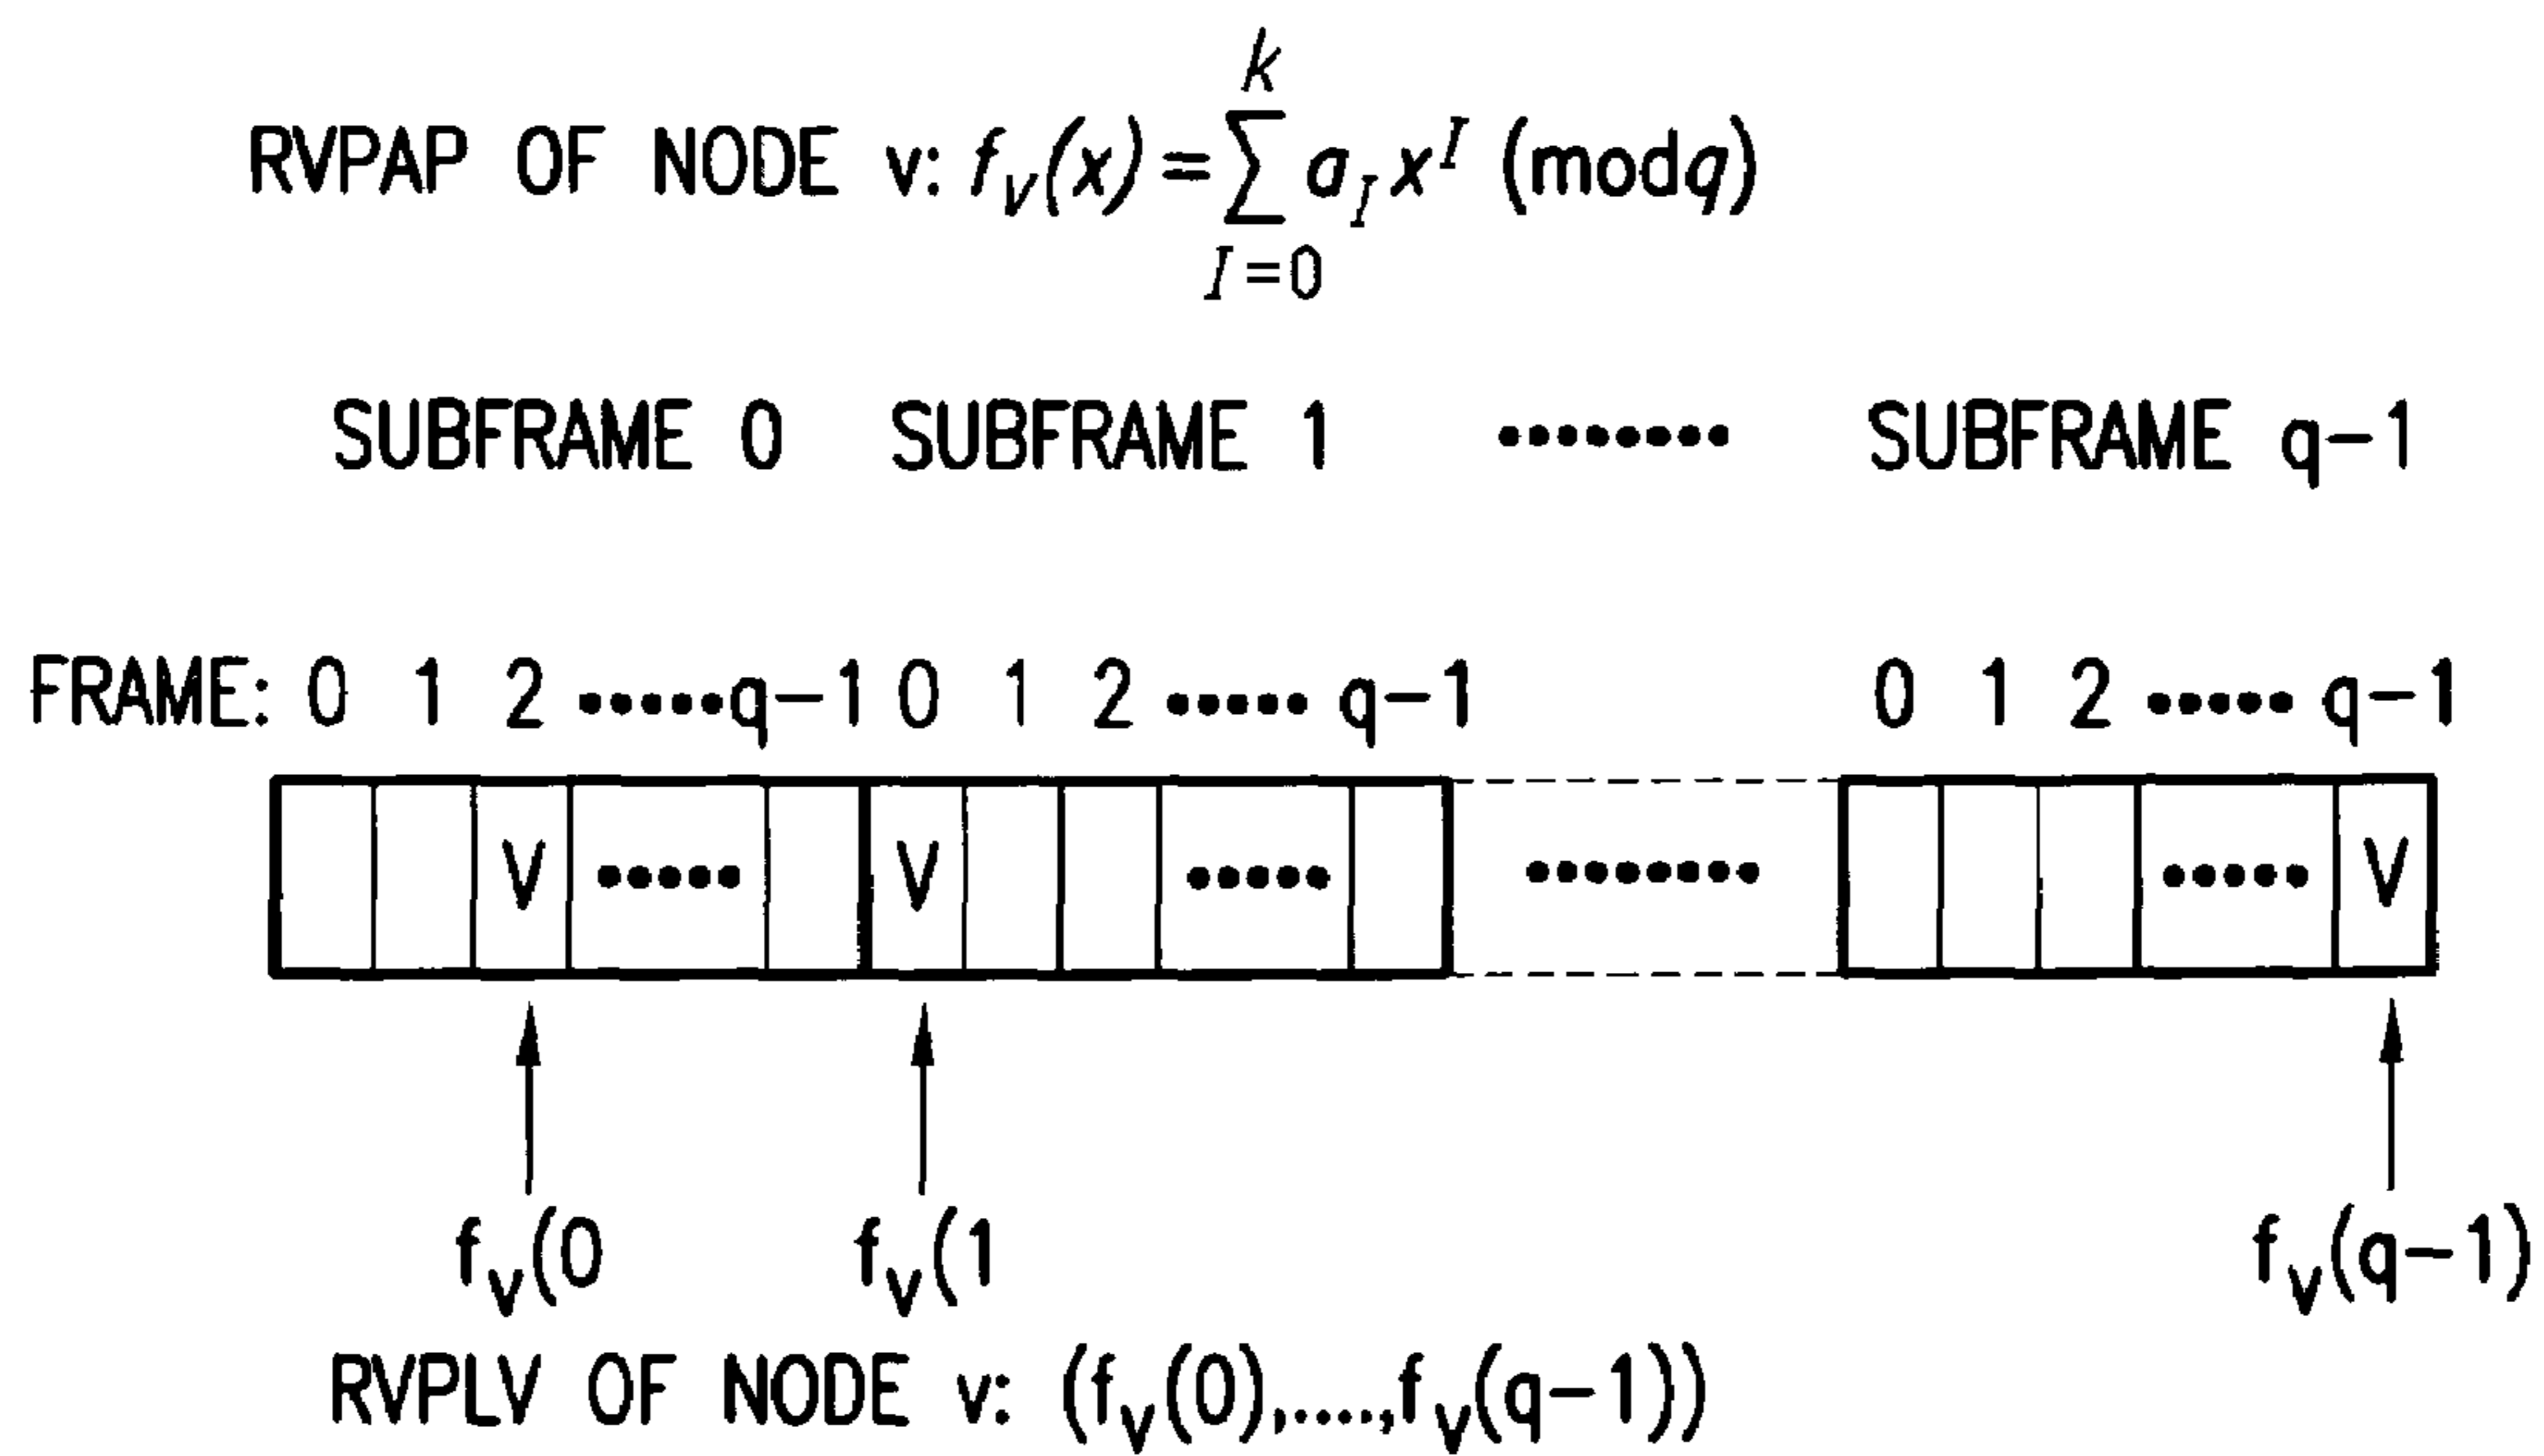 RVPAP OF NODE v: f_v(x) = \sum_{I=0}^{k} a_I x^I (mod q)
SUBFRAME 0 SUBFRAME 1 ········ SUBFRAME q-1
FRAME: 0 1 2 ·····q-1 0 1 2 ····· q-1 0 1 2 ····· q-1
V ····· V ····· ········ ····· V
f_v(0 f_v(1 f_v(q-1)
RVPLV OF NODE v: (f_v(0),....,f_v(q-1))